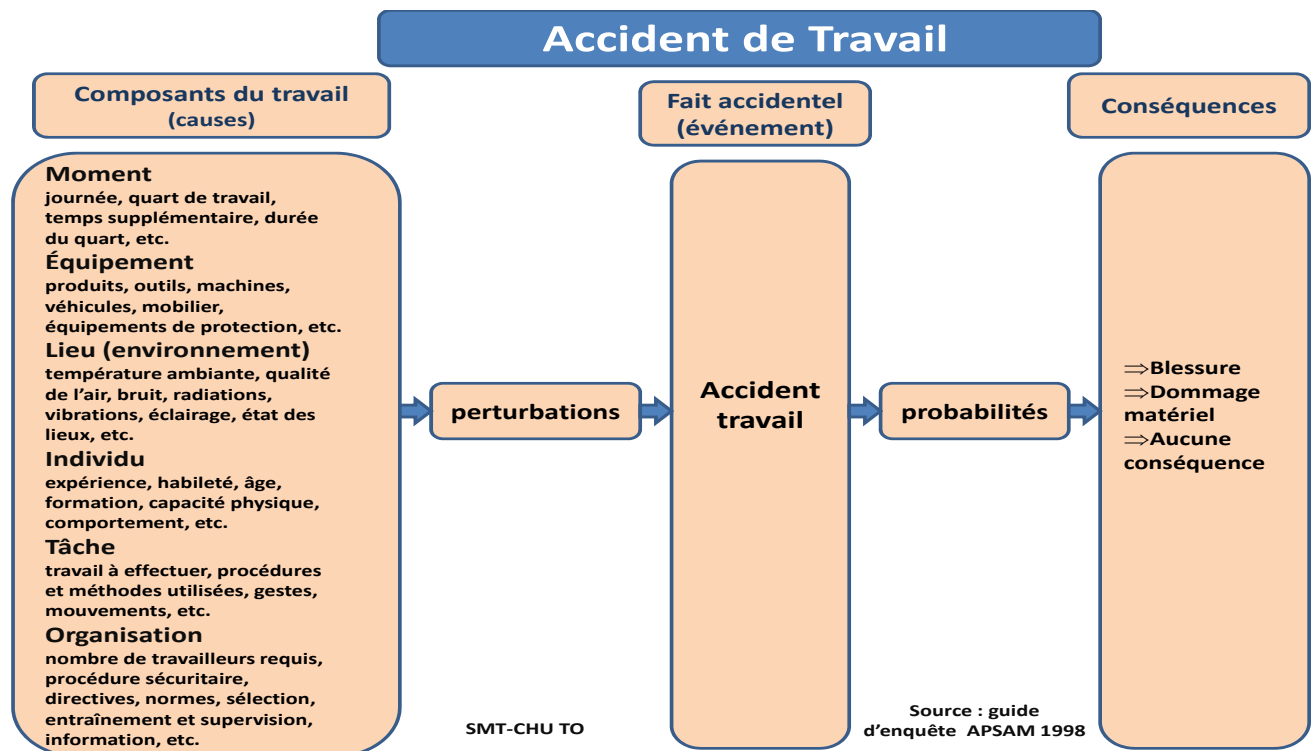 Accident de Travail
Composants du travail
(causes)
Fait accidentel
(événement)
Conséquences
Moment
journée, quart de travail,
temps supplémentaire, durée
du quart, etc.
Équipement
produits, outils, machines,
véhicules, mobilier,
équipements de protection, etc.
Lieu (environnement)
température ambiante, qualité
de l’air, bruit, radiations,
vibrations, éclairage, état des
lieux, etc.
Individu
expérience, habileté, âge,
formation, capacité physique,
comportement, etc.
Tâche
travail à effectuer, procédures
et méthodes utilisées, gestes,
mouvements, etc.
Organisation
nombre de travailleurs requis,
procédure sécuritaire,
directives, normes, sélection,
entraînement et supervision,
information, etc.
perturbations
Accident
travail
probabilités
⇒Blessure
⇒Dommage
matériel
⇒Aucune
conséquence
SMT-CHU TO
Source : guide
d’enquête APSAM 1998